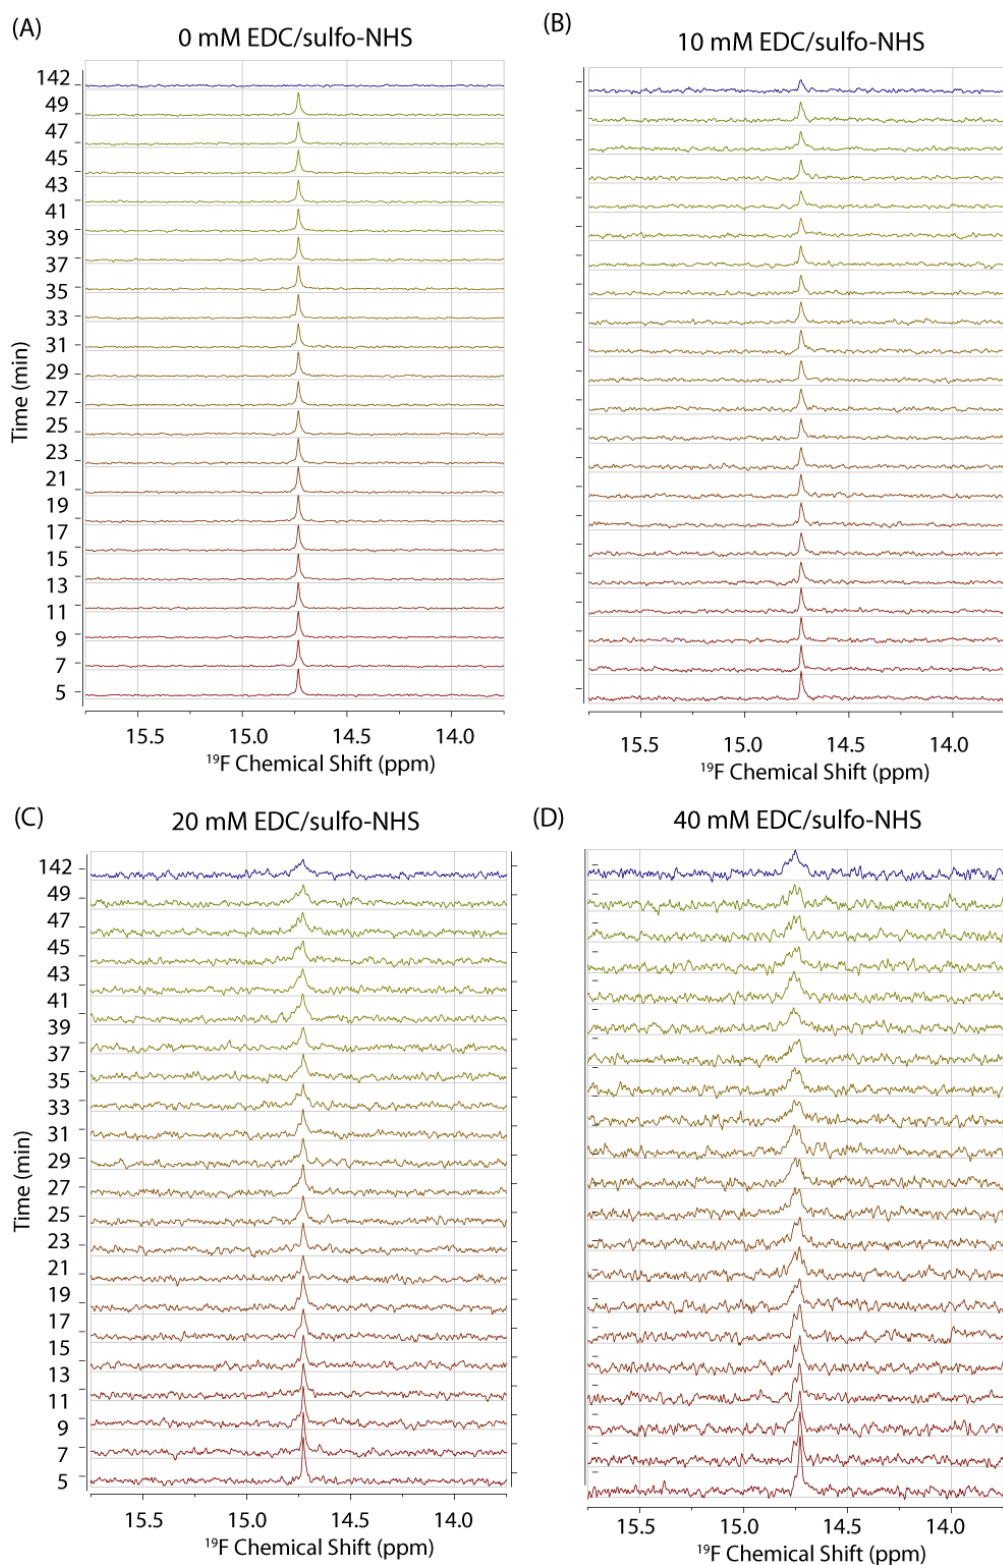 (A)
0 mM EDC/sulfo-NHS
142
49
47
45
43
41
39
37
35
33
31
29
27
25
23
21
19
17
15
13
11
9
7
5
Time (min)
15.5 15.0 14.5 14.0
¹⁹F Chemical Shift (ppm)
(B)
10 mM EDC/sulfo-NHS
15.5 15.0 14.5 14.0
¹⁹F Chemical Shift (ppm)
(C)
20 mM EDC/sulfo-NHS
142
49
47
45
43
41
39
37
35
33
31
29
27
25
23
21
19
17
15
13
11
9
7
5
Time (min)
15.5 15.0 14.5 14.0
¹⁹F Chemical Shift (ppm)
(D)
40 mM EDC/sulfo-NHS
15.5 15.0 14.5 14.0
¹⁹F Chemical Shift (ppm)